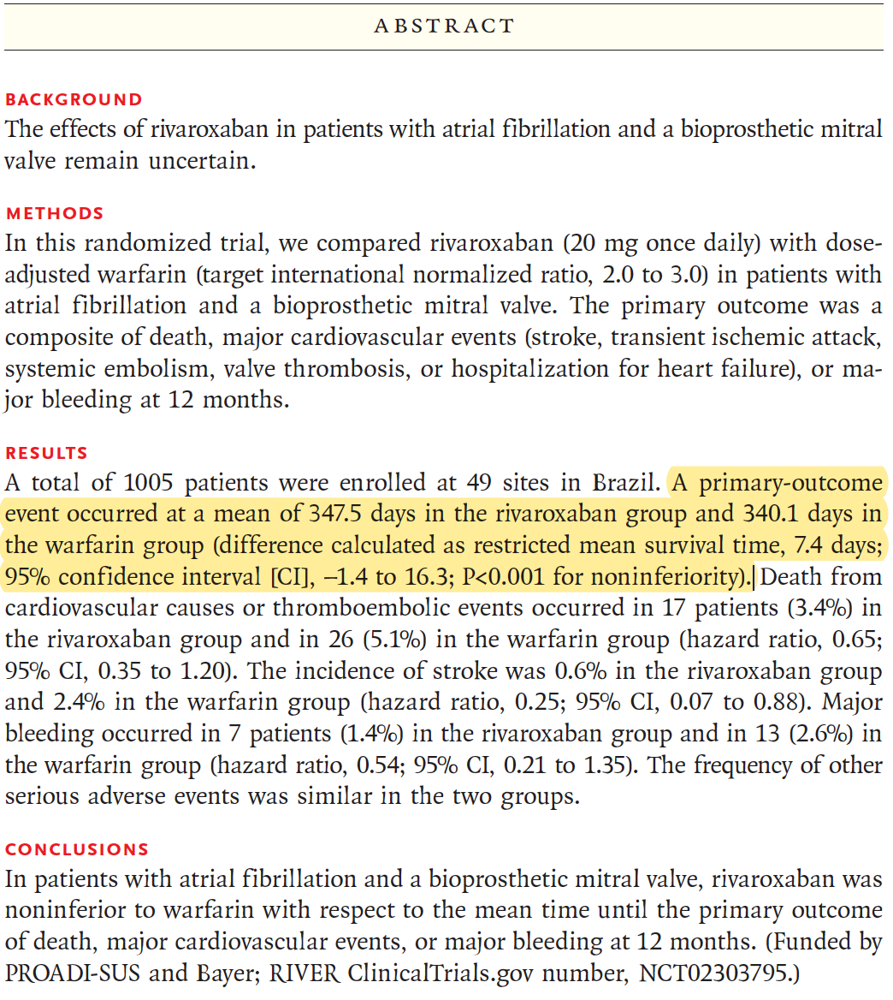 ABSTRACT
BACKGROUND
The effects of rivaroxaban in patients with atrial fibrillation and a bioprosthetic mitral
valve remain uncertain.
METHODS
In this randomized trial, we compared rivaroxaban (20 mg once daily) with dose-
adjusted warfarin (target international normalized ratio, 2.0 to 3.0) in patients with
atrial fibrillation and a bioprosthetic mitral valve. The primary outcome was a
composite of death, major cardiovascular events (stroke, transient ischemic attack,
systemic embolism, valve thrombosis, or hospitalization for heart failure), or ma-
jor bleeding at 12 months.
RESULTS
A total of 1005 patients were enrolled at 49 sites in Brazil. A primary-outcome
event occurred at a mean of 347.5 days in the rivaroxaban group and 340.1 days in
the warfarin group (difference calculated as restricted mean survival time, 7.4 days;
95% confidence interval [CI], −1.4 to 16.3; P<0.001 for noninferiority). Death from
cardiovascular causes or thromboembolic events occurred in 17 patients (3.4%) in
the rivaroxaban group and in 26 (5.1%) in the warfarin group (hazard ratio, 0.65;
95% CI, 0.35 to 1.20). The incidence of stroke was 0.6% in the rivaroxaban group
and 2.4% in the warfarin group (hazard ratio, 0.25; 95% CI, 0.07 to 0.88). Major
bleeding occurred in 7 patients (1.4%) in the rivaroxaban group and in 13 (2.6%) in
the warfarin group (hazard ratio, 0.54; 95% CI, 0.21 to 1.35). The frequency of other
serious adverse events was similar in the two groups.
CONCLUSIONS
In patients with atrial fibrillation and a bioprosthetic mitral valve, rivaroxaban was
noninferior to warfarin with respect to the mean time until the primary outcome
of death, major cardiovascular events, or major bleeding at 12 months. (Funded by
PROADI-SUS and Bayer; RIVER ClinicalTrials.gov number, NCT02303795.)